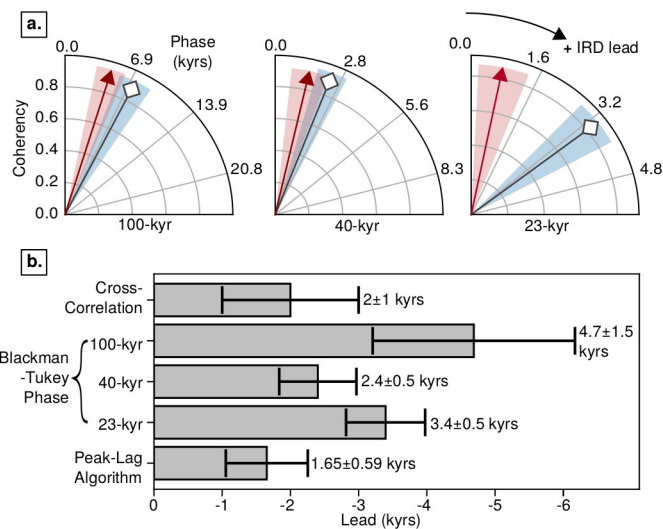 a.
0.0
6.9
13.9
20.8
Phase
(kyrs)
Coherency
0.8
0.6
0.4
0.2
0.0
100-kyr
0.0
2.8
5.6
8.3
40-kyr
0.0
1.6
3.2
4.8
+ IRD lead
23-kyr
b.
Cross-
Correlation
2±1 kyrs
Blackman
-Tukey
Phase
100-kyr
4.7±1.5
kyrs
40-kyr
2.4±0.5 kyrs
23-kyr
3.4±0.5 kyrs
Peak-Lag
Algorithm
1.65±0.59 kyrs
0 -1 -2 -3 -4 -5 -6
Lead (kyrs)